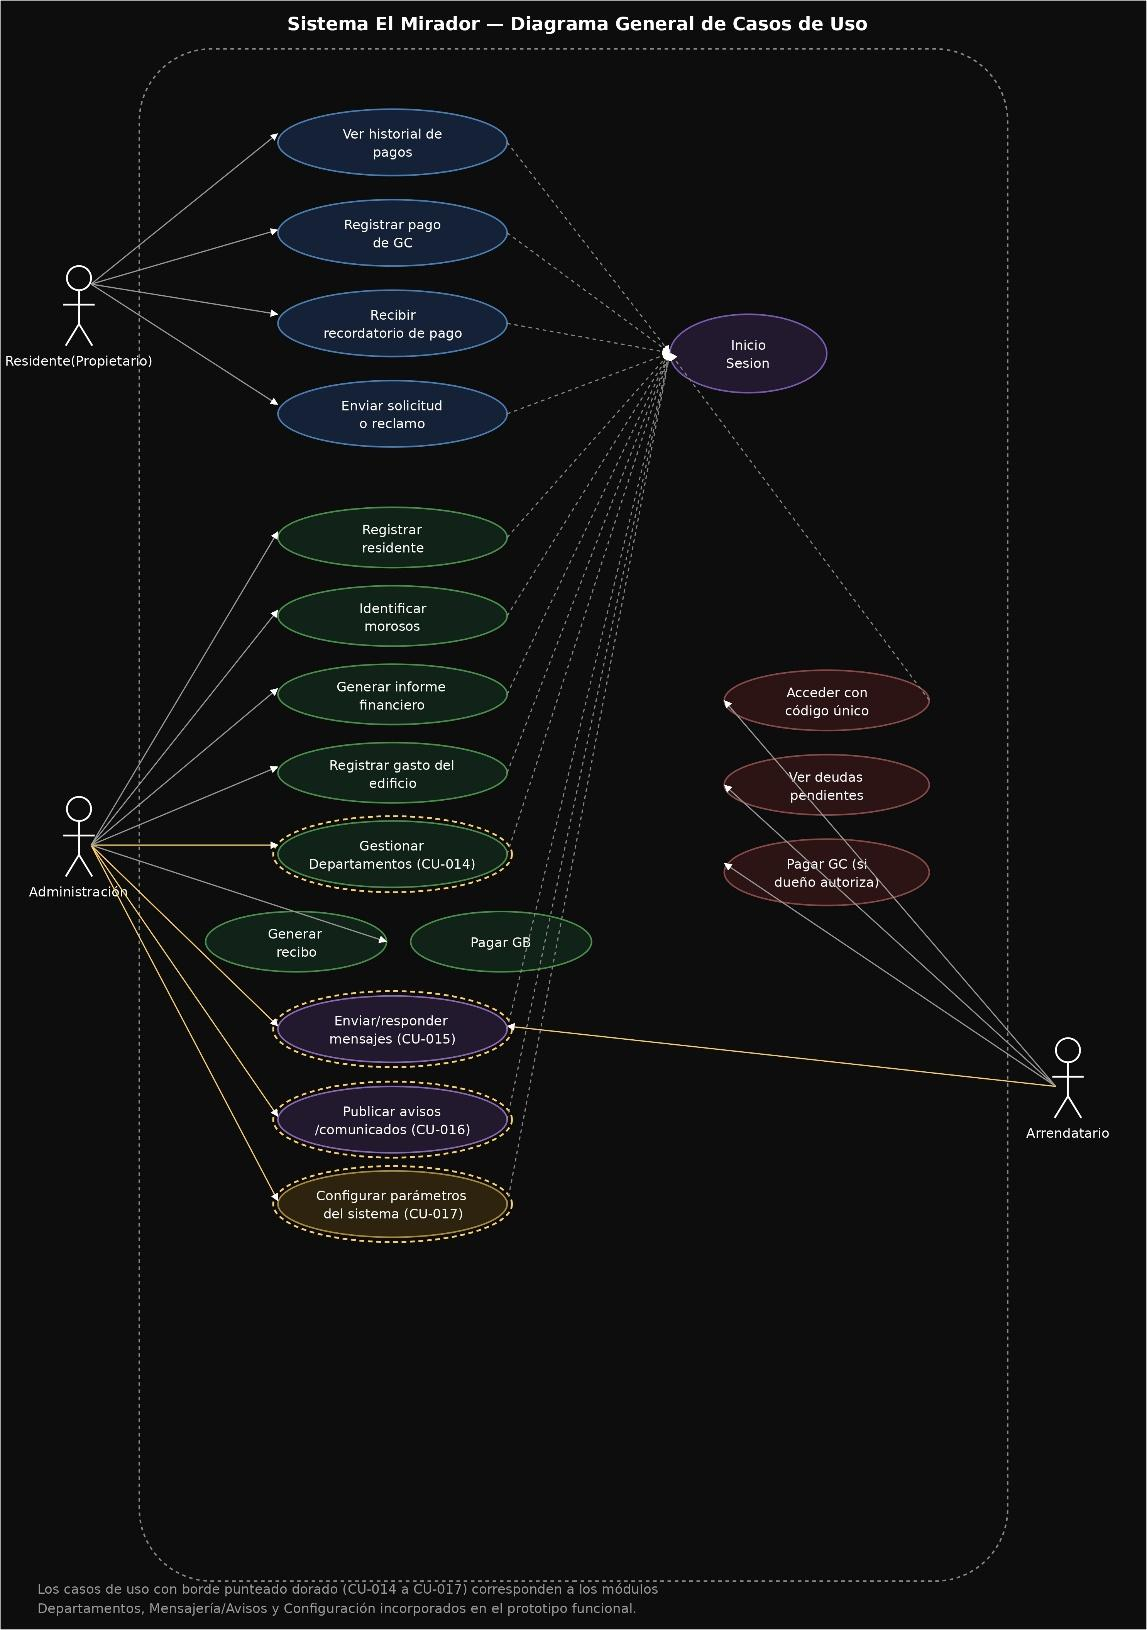 Sistema El Mirador — Diagrama General de Casos de Uso
Ver historial de
pagos
Registrar pago
de GC
Recibir
recordatorio de pago
Enviar solicitud
o reclamo
Residente(Propietario)
Inicio
Sesion
Registrar
residente
Identificar
morosos
Generar informe
financiero
Registrar gasto del
edificio
Gestionar
Departamentos (CU-014)
Administración
Generar
recibo
Pagar GB
Enviar/responder
mensajes (CU-015)
Publicar avisos
/comunicados (CU-016)
Configurar parámetros
del sistema (CU-017)
Acceder con
código único
Ver deudas
pendientes
Pagar GC (si
dueño autoriza)
Arrendatario
Los casos de uso con borde punteado dorado (CU-014 a CU-017) corresponden a los módulos
Departamentos, Mensajería/Avisos y Configuración incorporados en el prototipo funcional.